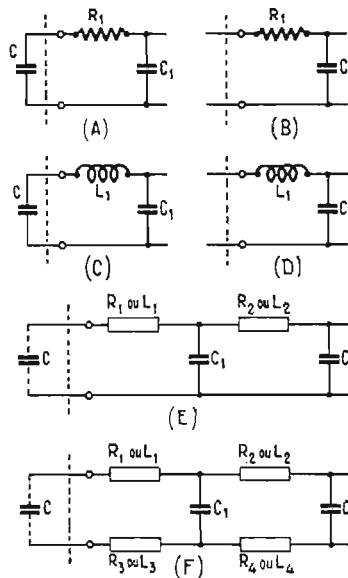 R₁ R₁
C C₁ C
(A) (B)
C L₁ C₁ L₁ C
(C) (D)
R₁ ou L₁ R₂ ou L₂
C C₁ C
(E)
R₁ ou L₁ R₂ ou L₂
C C₁ C
R₃ ou L₃ R₄ ou L₄
(F)